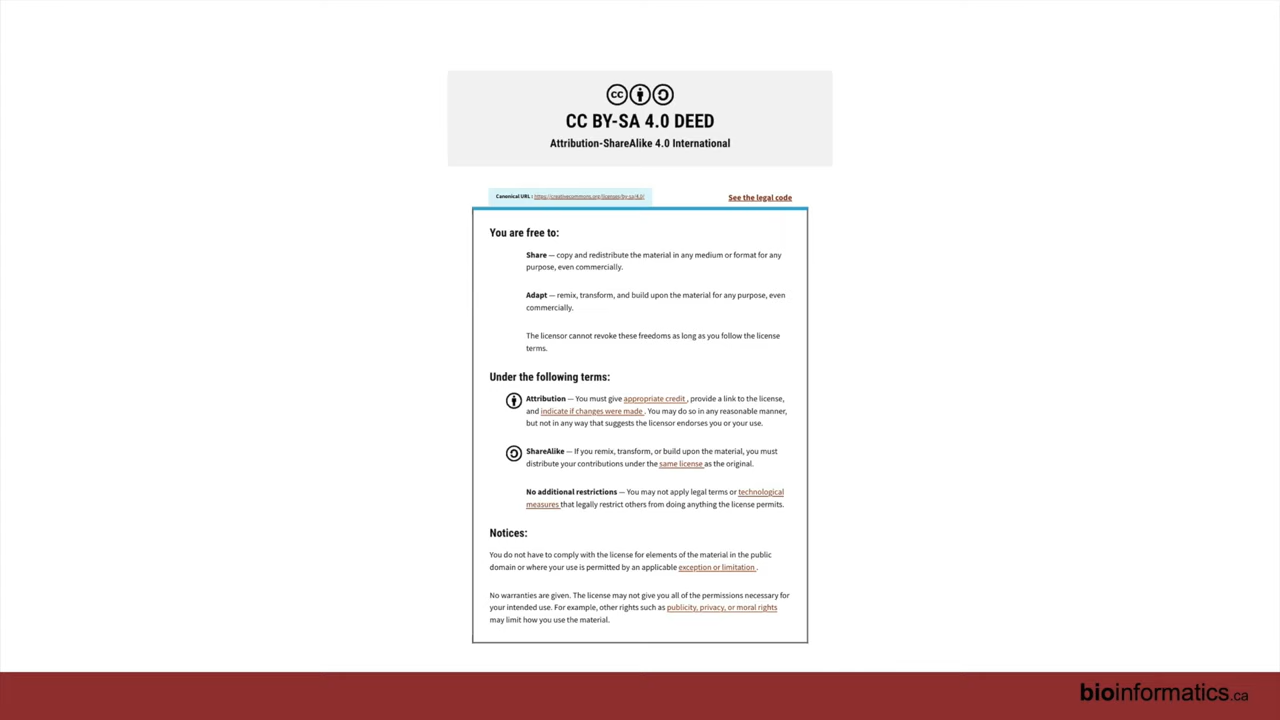 CC BY-SA 4.0 DEED
Attribution-ShareAlike 4.0 International
Canonical URL : https://creativecommons.org/licenses/by-sa/4.0/
See the legal code
You are free to:
Share — copy and redistribute the material in any medium or format for any
purpose, even commercially.
Adapt — remix, transform, and build upon the material for any purpose, even
commercially.
The licensor cannot revoke these freedoms as long as you follow the license
terms.
Under the following terms:
Attribution — You must give appropriate credit , provide a link to the license,
and indicate if changes were made . You may do so in any reasonable manner,
but not in any way that suggests the licensor endorses you or your use.
ShareAlike — If you remix, transform, or build upon the material, you must
distribute your contributions under the same license as the original.
No additional restrictions — You may not apply legal terms or technological
measures that legally restrict others from doing anything the license permits.
Notices:
You do not have to comply with the license for elements of the material in the public
domain or where your use is permitted by an applicable exception or limitation .
No warranties are given. The license may not give you all of the permissions necessary for
your intended use. For example, other rights such as publicity, privacy, or moral rights
may limit how you use the material.
bioinformatics.ca